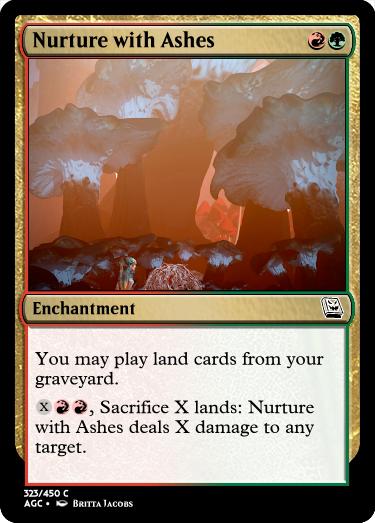 Nurture with Ashes
Enchantment
You may play land cards from your
graveyard.
X, Sacrifice X lands: Nurture
with Ashes deals X damage to any
target.
323/450 C
AGC • Britta Jacobs